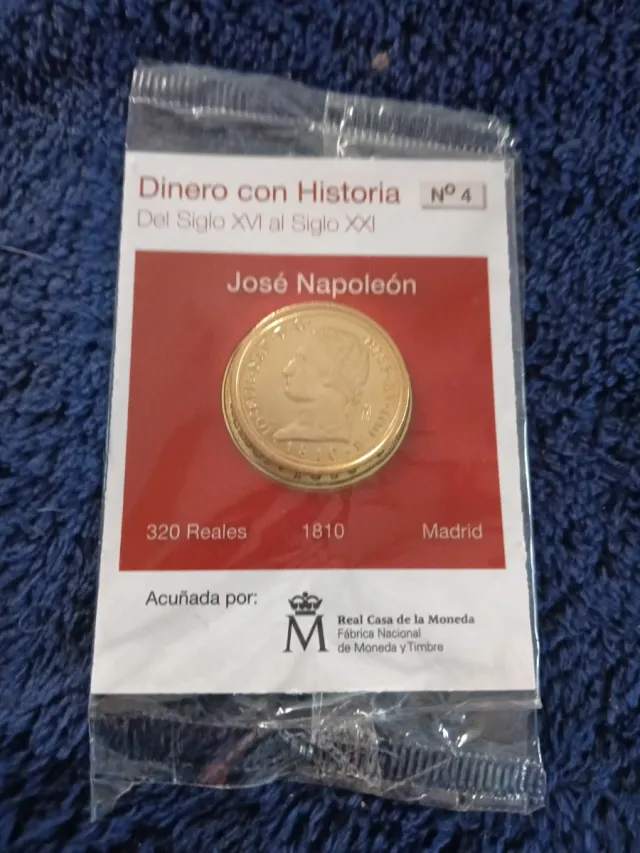 Dinero con Historia
Nº 4
Del Siglo XVI al Siglo XXI
José Napoleón
1810
320 Reales
1810
Madrid
Acuñada por:
M
Real Casa de la Moneda
Fábrica Nacional
de Moneda y Timbre